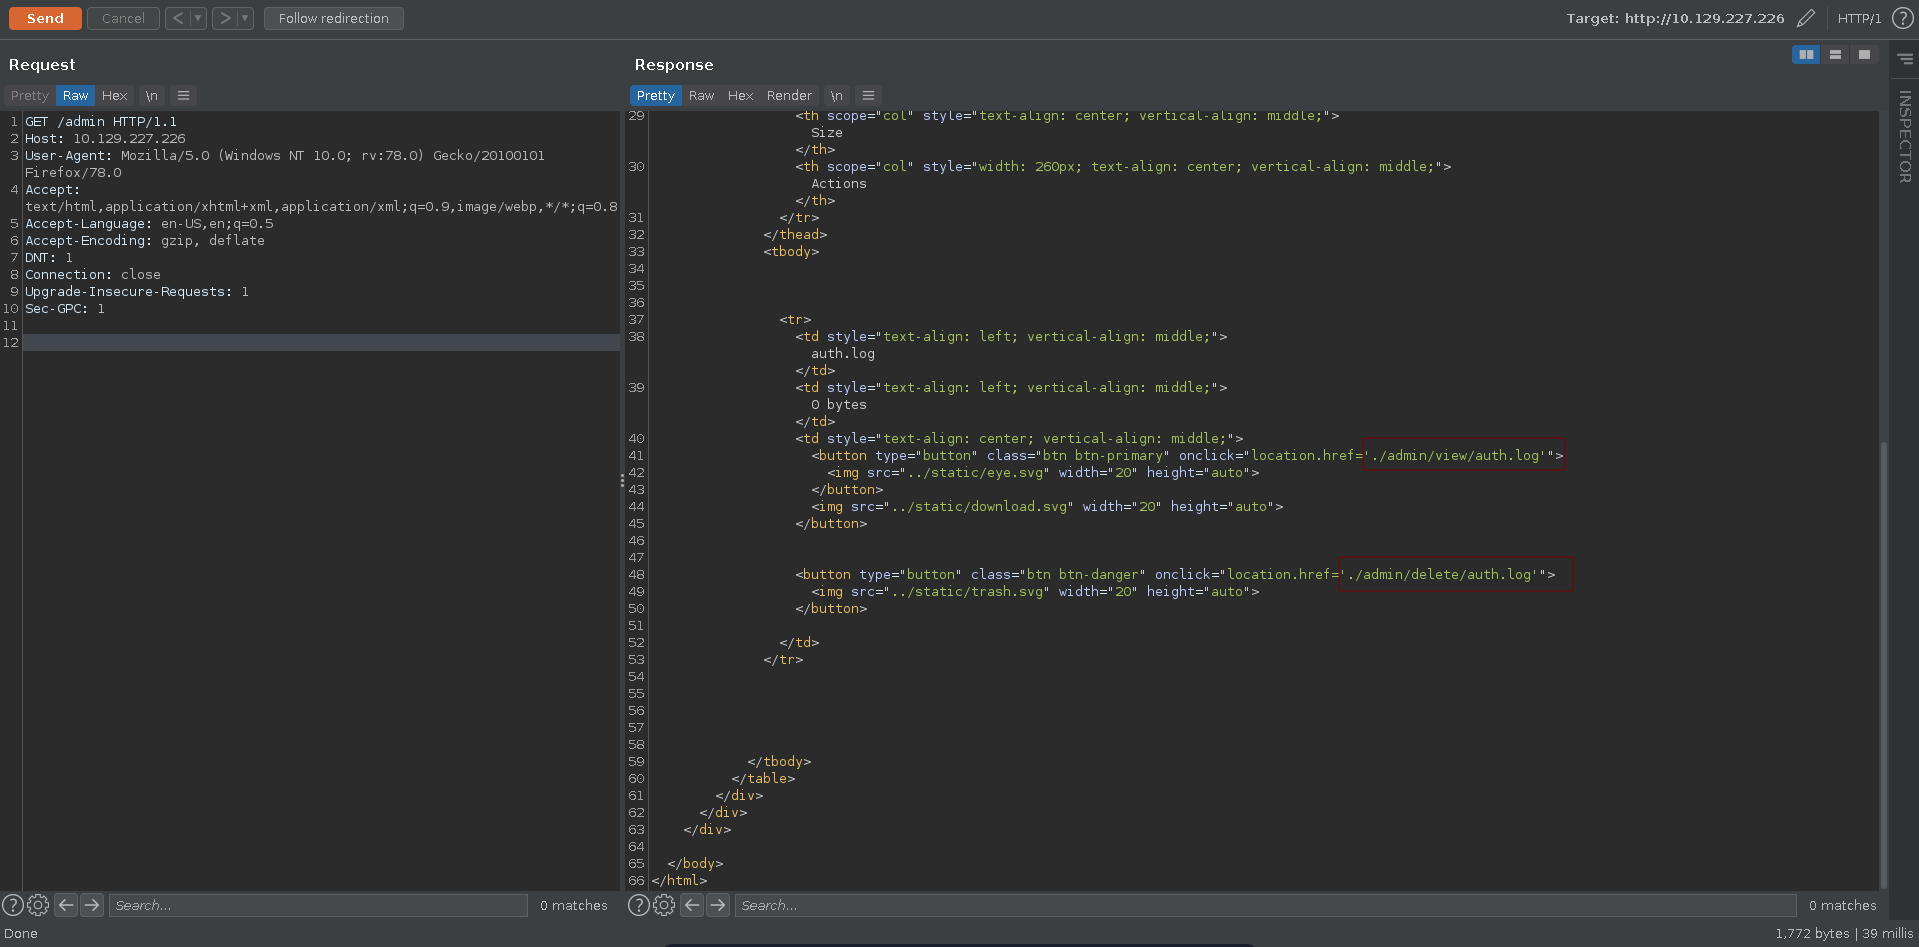 Send Cancel < > Follow redirection Target: http://10.129.227.226 HTTP/1 ?
Request
Pretty Raw Hex \n
1 GET /admin HTTP/1.1
2 Host: 10.129.227.226
3 User-Agent: Mozilla/5.0 (Windows NT 10.0; rv:78.0) Gecko/20100101
Firefox/78.0
4 Accept:
text/html,application/xhtml+xml,application/xml;q=0.9,image/webp,*/*;q=0.8
5 Accept-Language: en-US,en;q=0.5
6 Accept-Encoding: gzip, deflate
7 DNT: 1
8 Connection: close
9 Upgrade-Insecure-Requests: 1
10 Sec-GPC: 1
11
12
? Search... 0 matches
Response
Pretty Raw Hex Render \n
29 <th scope="col" style="text-align: center; vertical-align: middle;">
Size
</th>
30 <th scope="col" style="width: 260px; text-align: center; vertical-align: middle;">
Actions
</th>
31 </tr>
32 </thead>
33 <tbody>
34
35
36
37 <tr>
38 <td style="text-align: left; vertical-align: middle;">
auth.log
</td>
39 <td style="text-align: left; vertical-align: middle;">
0 bytes
</td>
40 <td style="text-align: center; vertical-align: middle;">
41 <button type="button" class="btn btn-primary" onclick="location.href='./admin/view/auth.log'">
42 <img src="../static/eye.svg" width="20" height="auto">
43 </button>
44 <img src="../static/download.svg" width="20" height="auto">
45 </button>
46
47
48 <button type="button" class="btn btn-danger" onclick="location.href='./admin/delete/auth.log'">
49 <img src="../static/trash.svg" width="20" height="auto">
50 </button>
51
52 </td>
53 </tr>
54
55
56
57
58
59 </tbody>
60 </table>
61 </div>
62 </div>
63 </div>
64
65 </body>
66 </html>
? Search... 0 matches
INSPECTOR
Done 1,772 bytes | 39 millis